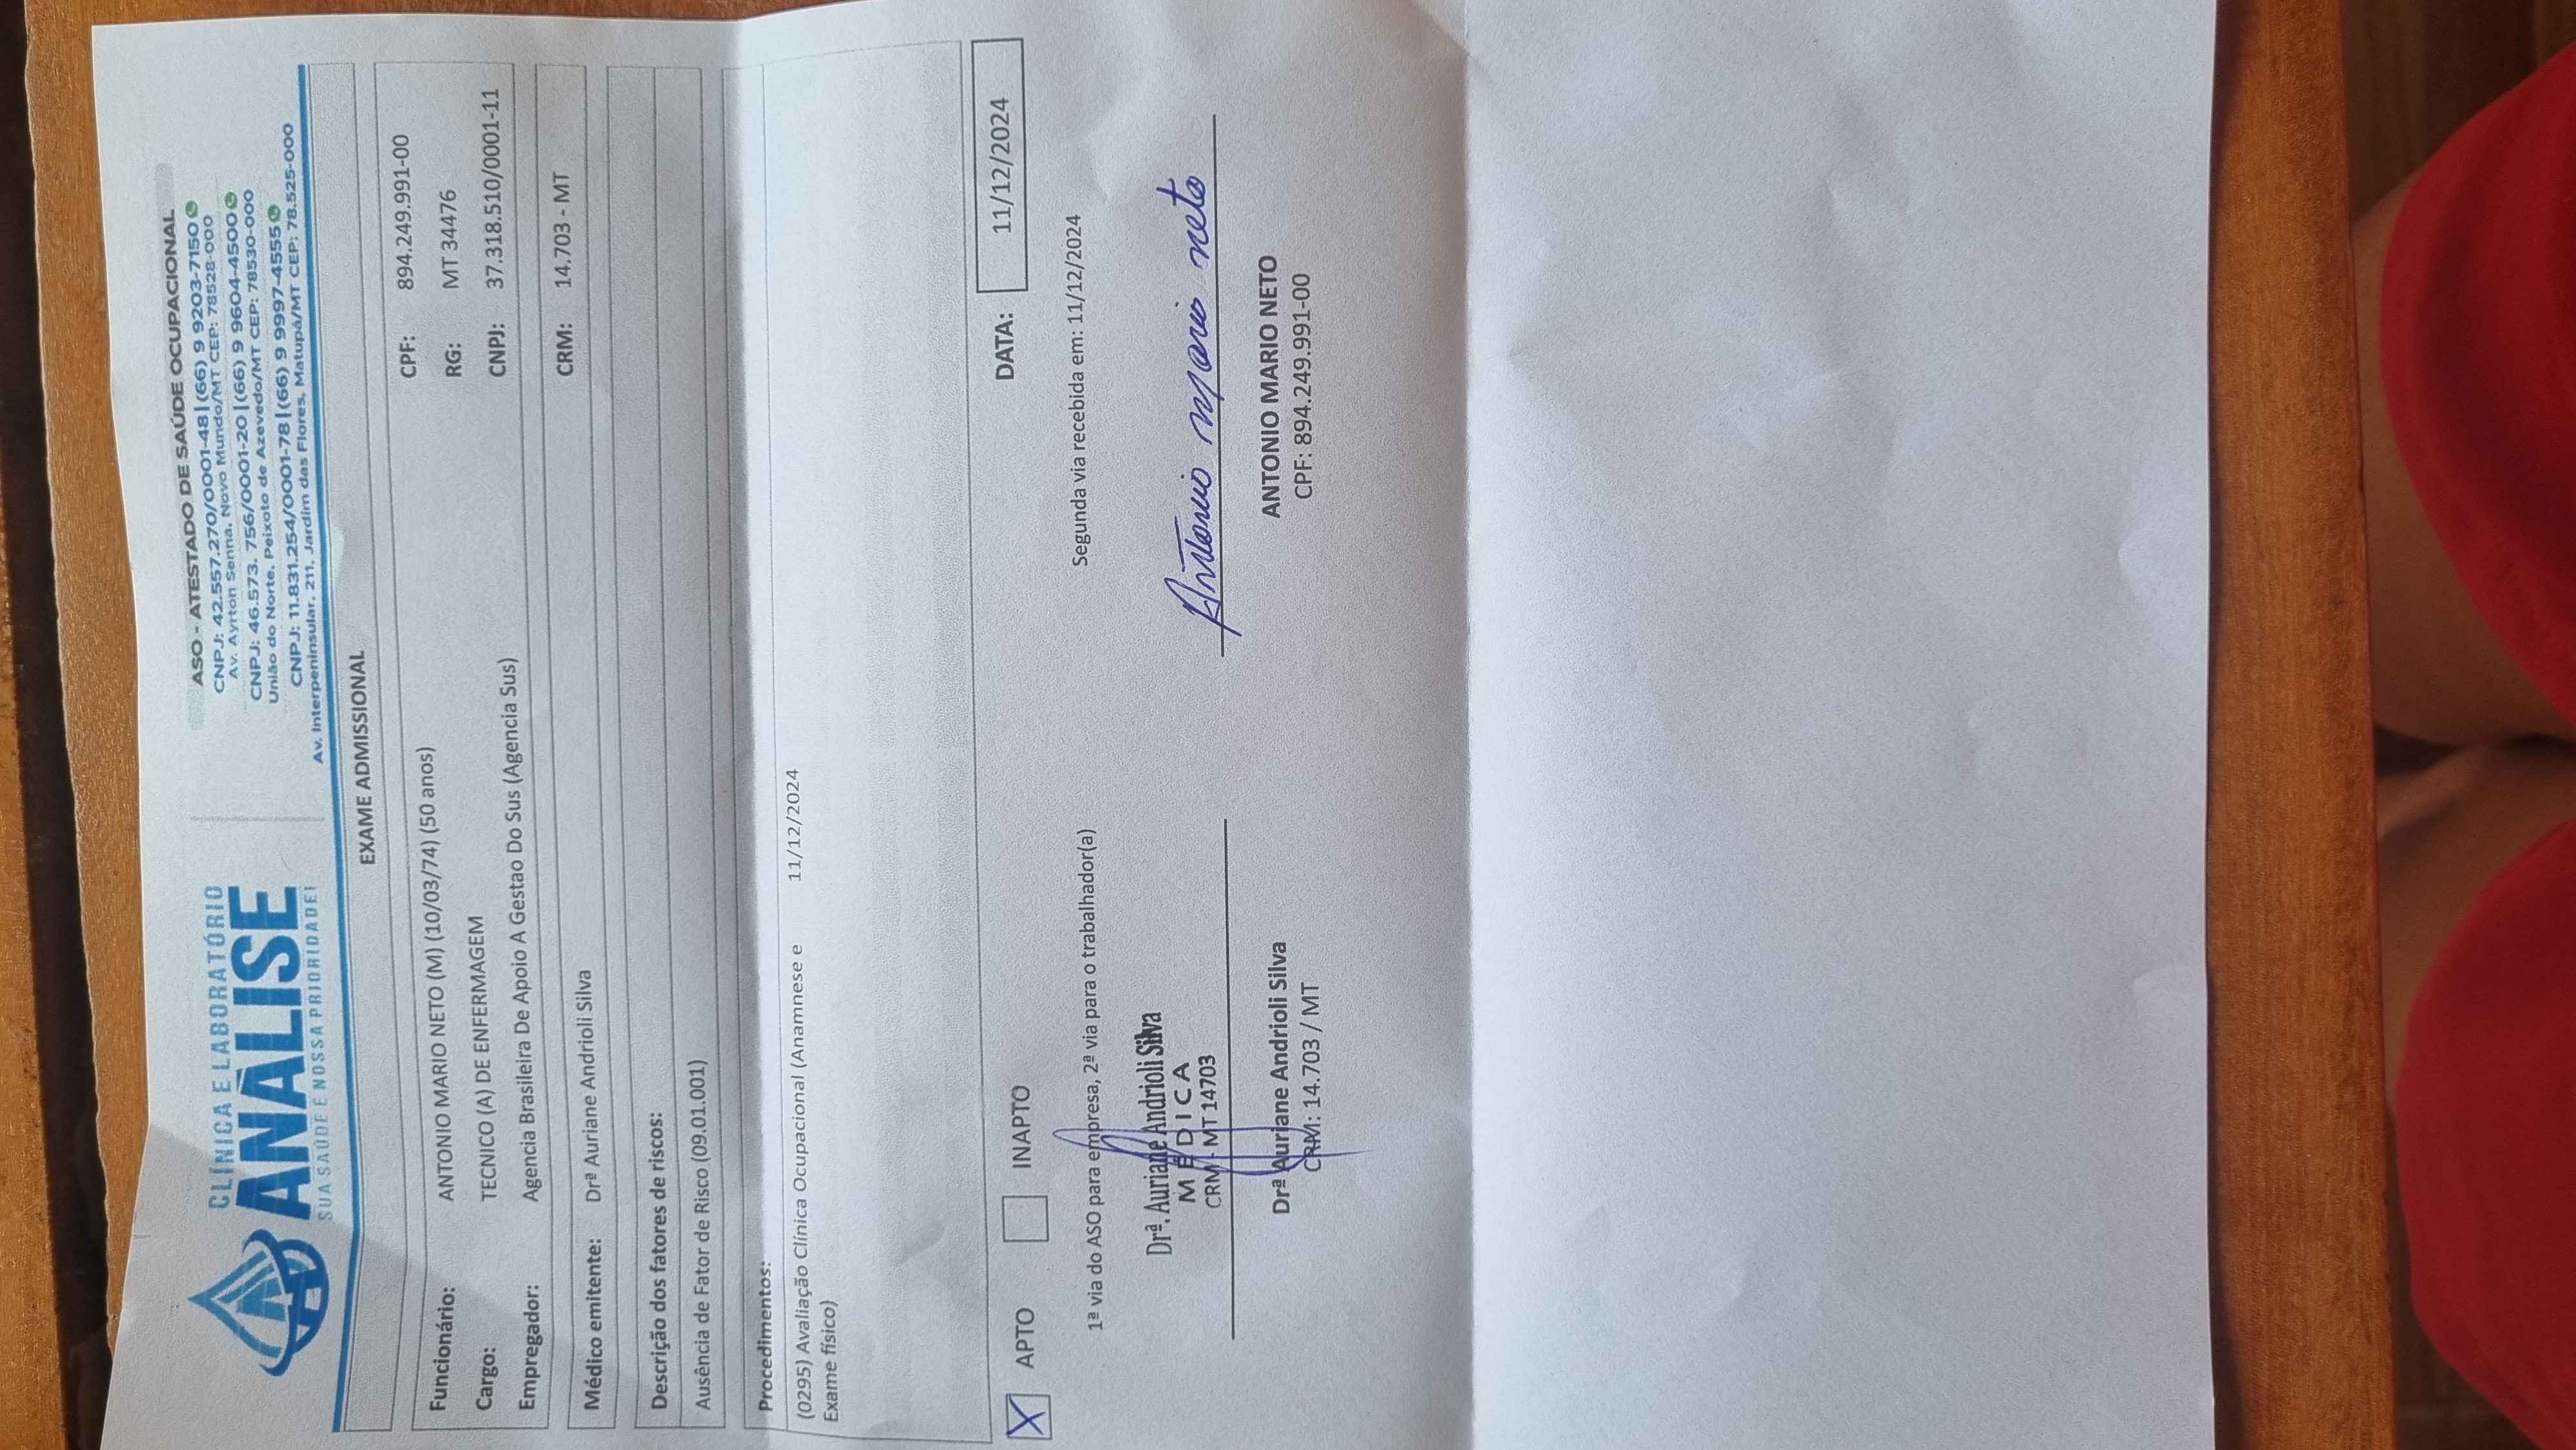 CLÍNICA E LABORATÓRIO
ANÁLISE
SUA SAÚDE É NOSSA PRIORIDADE!
ASO - ATESTADO DE SAÚDE OCUPACIONAL
CNPJ: 42.557.270/0001-48|(66) 9 9203-7150
Av. Ayrton Senna, Novo Mundo/MT CEP: 78528-000
CNPJ: 46.573. 756/0001-20|(66) 9 9604-4500
União do Norte, Peixoto de Azevedo/MT CEP: 78530-000
CNPJ: 11.831.254/0001-78|(66) 9 9997-4555
Av. Interpeninsular, 211, Jardim das Flores, Matupá/MT CEP: 78.525-000
EXAME ADMISSIONAL
Funcionário: ANTONIO MARIO NETO (M) (10/03/74) (50 anos) CPF: 894.249.991-00
Cargo: TECNICO (A) DE ENFERMAGEM RG: MT 34476
Empregador: Agencia Brasileira De Apoio A Gestao Do Sus (Agencia Sus) CNPJ: 37.318.510/0001-11
Médico emitente: Drª Auriane Andrioli Silva CRM: 14.703 - MT
Descrição dos fatores de riscos:
Ausência de Fator de Risco (09.01.001)
Procedimentos:
(0295) Avaliação Clínica Ocupacional (Anamnese e 11/12/2024
Exame físico)
X APTO INAPTO DATA: 11/12/2024
1ª via do ASO para empresa, 2ª via para o trabalhador(a)
Segunda via recebida em: 11/12/2024
Drª. Auriane Andrioli Silva
MÉDICA
CRM - MT 14703
Drª Auriane Andrioli Silva
CRM: 14.703 / MT
Antonio Mario neto
ANTONIO MARIO NETO
CPF: 894.249.991-00